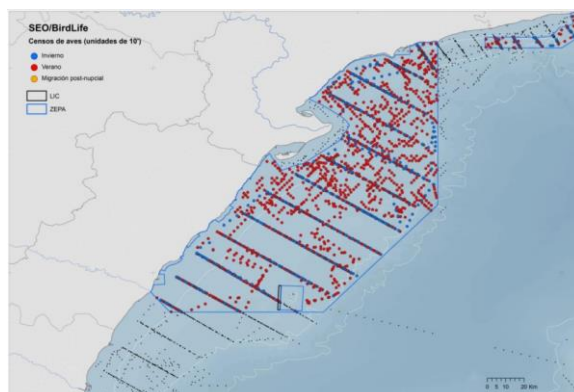 SEO/BirdLife
Censos de aves (unidades de 10')
Invierno
Verano
Migración post-nupcial
LIC
ZEPA
0 5 10 20 Km